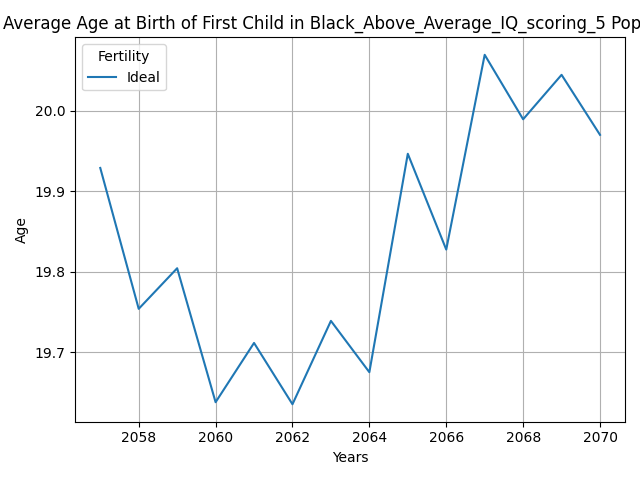 Average Age at Birth of First Child in Black_Above_Average_IQ_scoring_5 Pop
Fertility
Ideal
20.0
19.9
19.8
19.7
Age
2058 2060 2062 2064 2066 2068 2070
Years